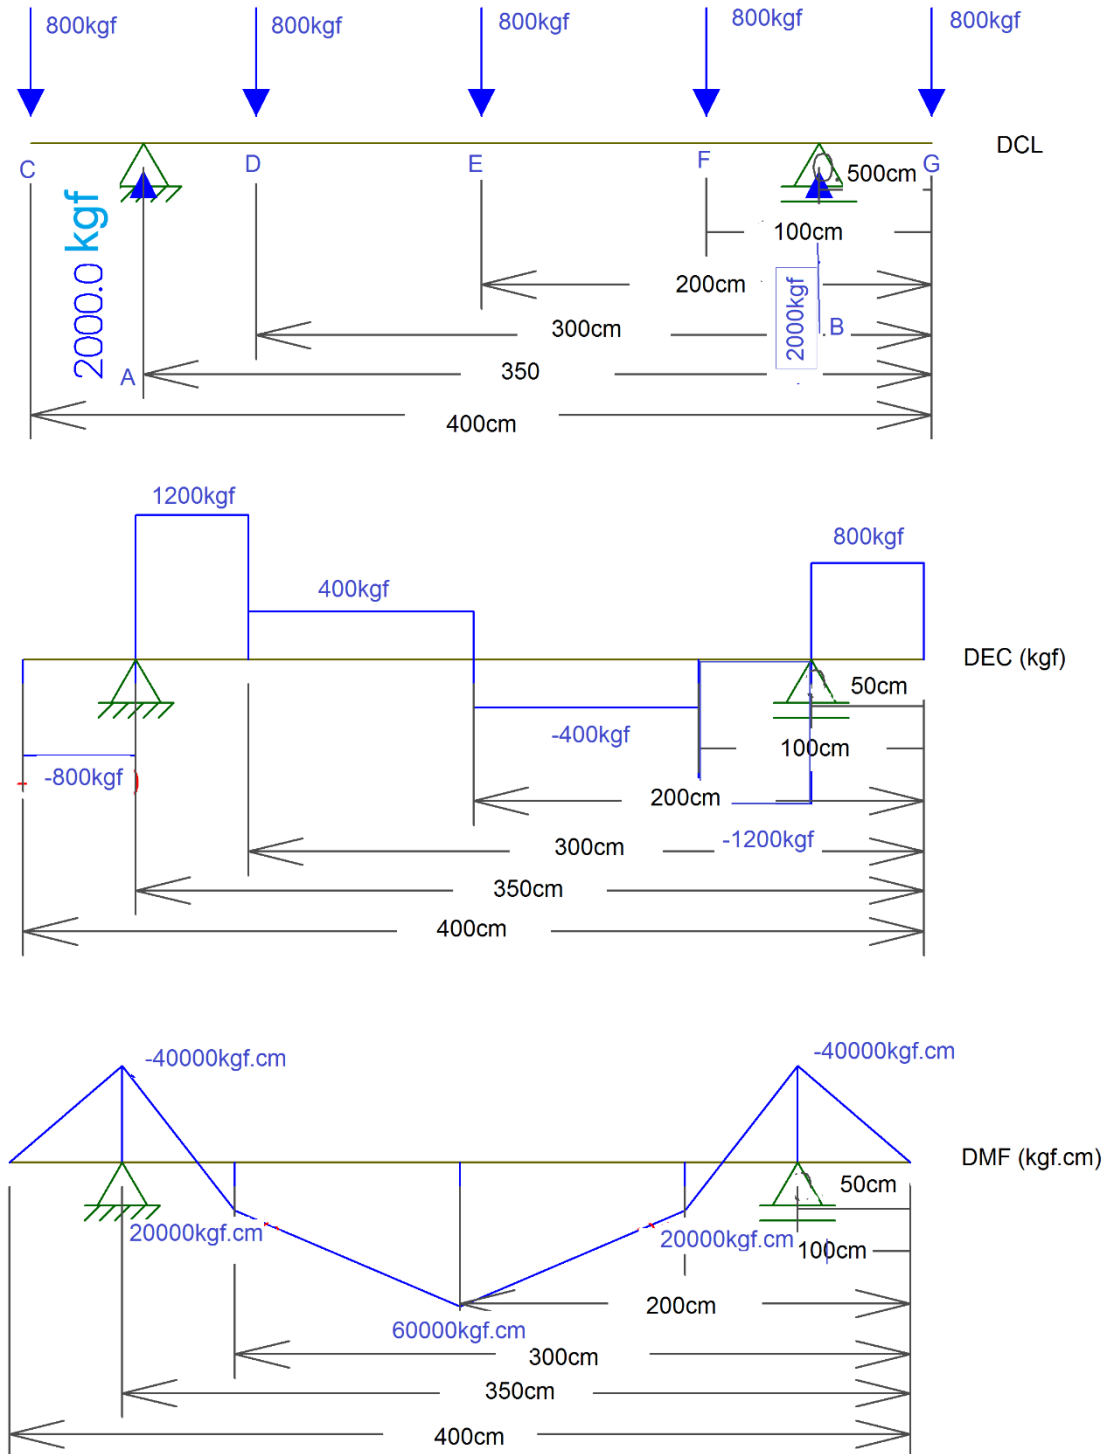 800kgf
800kgf
800kgf
800kgf
800kgf
C
D
E
F
G
DCL
500cm
100cm
2000.0 kgf
200cm
2000kgf
300cm
.B
A
350
400cm
1200kgf
800kgf
400kgf
DEC (kgf)
50cm
-400kgf
100cm
-800kgf
200cm
-1200kgf
300cm
350cm
400cm
-40000kgf.cm
-40000kgf.cm
DMF (kgf.cm)
50cm
20000kgf.cm
20000kgf.cm
100cm
200cm
60000kgf.cm
300cm
350cm
400cm